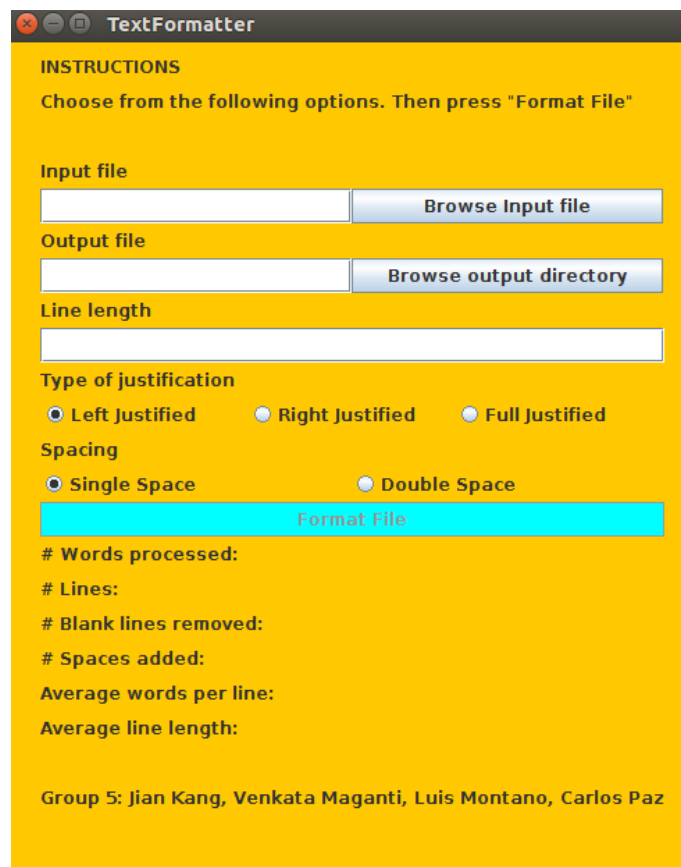 TextFormatter
INSTRUCTIONS
Choose from the following options. Then press "Format File"
Input file
Browse Input file
Output file
Browse output directory
Line length
Type of justification
Left Justified Right Justified Full Justified
Spacing
Single Space Double Space
Format File
# Words processed:
# Lines:
# Blank lines removed:
# Spaces added:
Average words per line:
Average line length:
Group 5: Jian Kang, Venkata Maganti, Luis Montano, Carlos Paz